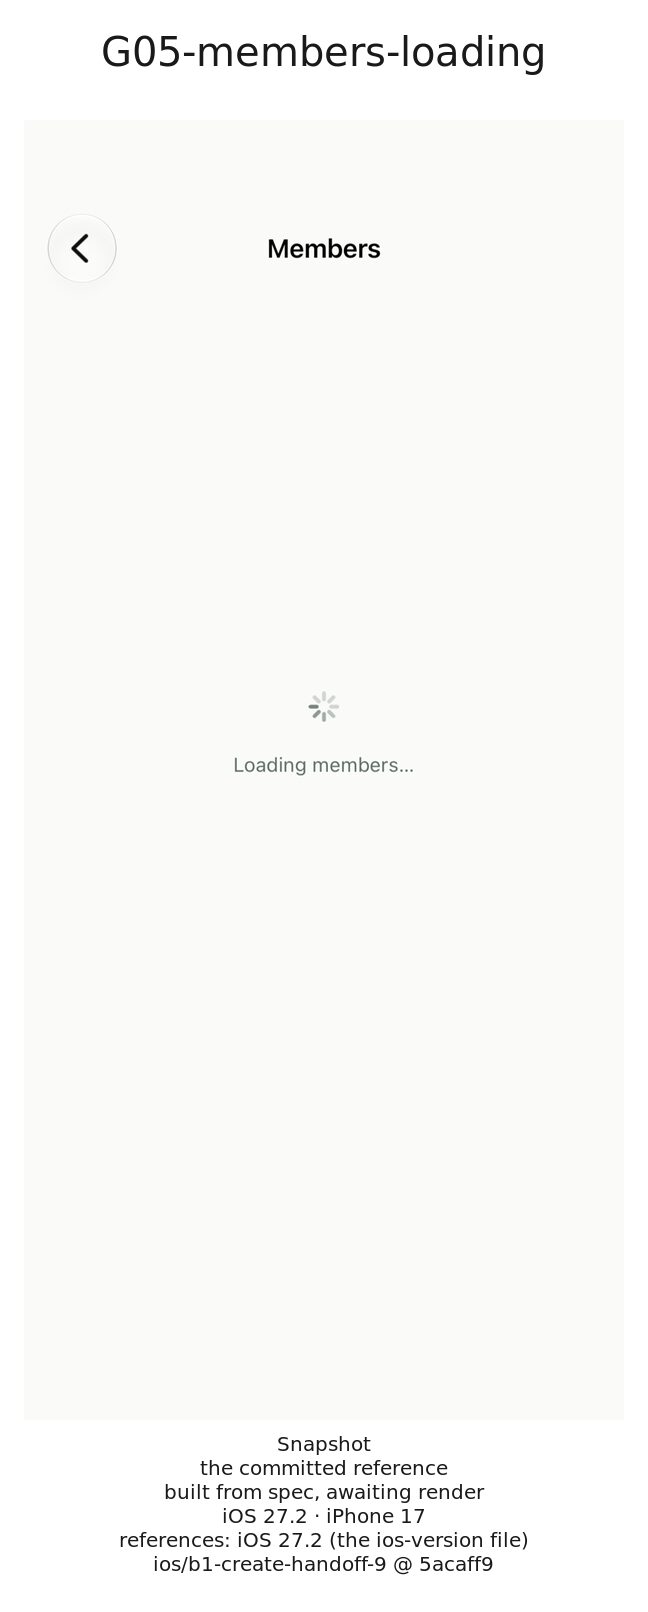 G05-members-loading
Members
Loading members...
Snapshot
the committed reference
built from spec, awaiting render
iOS 27.2 · iPhone 17
references: iOS 27.2 (the ios-version file)
ios/b1-create-handoff-9 @ 5acaff9